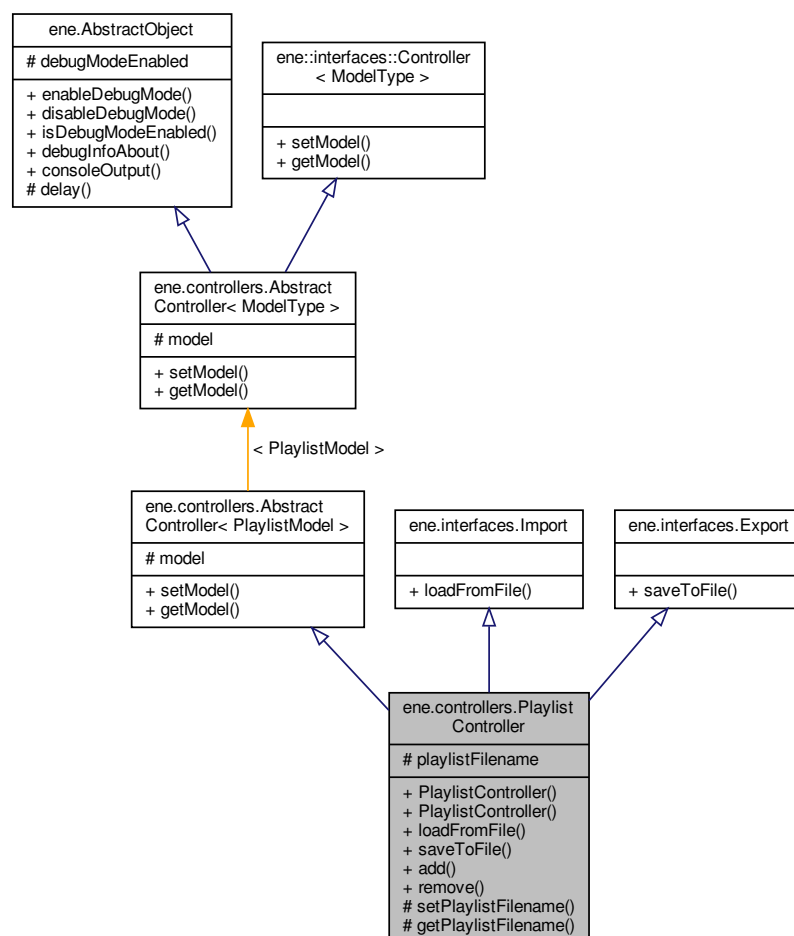 ene.AbstractObject
# debugModeEnabled
+ enableDebugMode()
+ disableDebugMode()
+ isDebugModeEnabled()
+ debugInfoAbout()
+ consoleOutput()
# delay()
ene::interfaces::Controller
< ModelType >
+ setModel()
+ getModel()
ene.controllers.Abstract
Controller< ModelType >
# model
+ setModel()
+ getModel()
< PlaylistModel >
ene.controllers.Abstract
Controller< PlaylistModel >
# model
+ setModel()
+ getModel()
ene.interfaces.Import
+ loadFromFile()
ene.interfaces.Export
+ saveToFile()
ene.controllers.Playlist
Controller
# playlistFilename
+ PlaylistController()
+ PlaylistController()
+ loadFromFile()
+ saveToFile()
+ add()
+ remove()
# setPlaylistFilename()
# getPlaylistFilename()